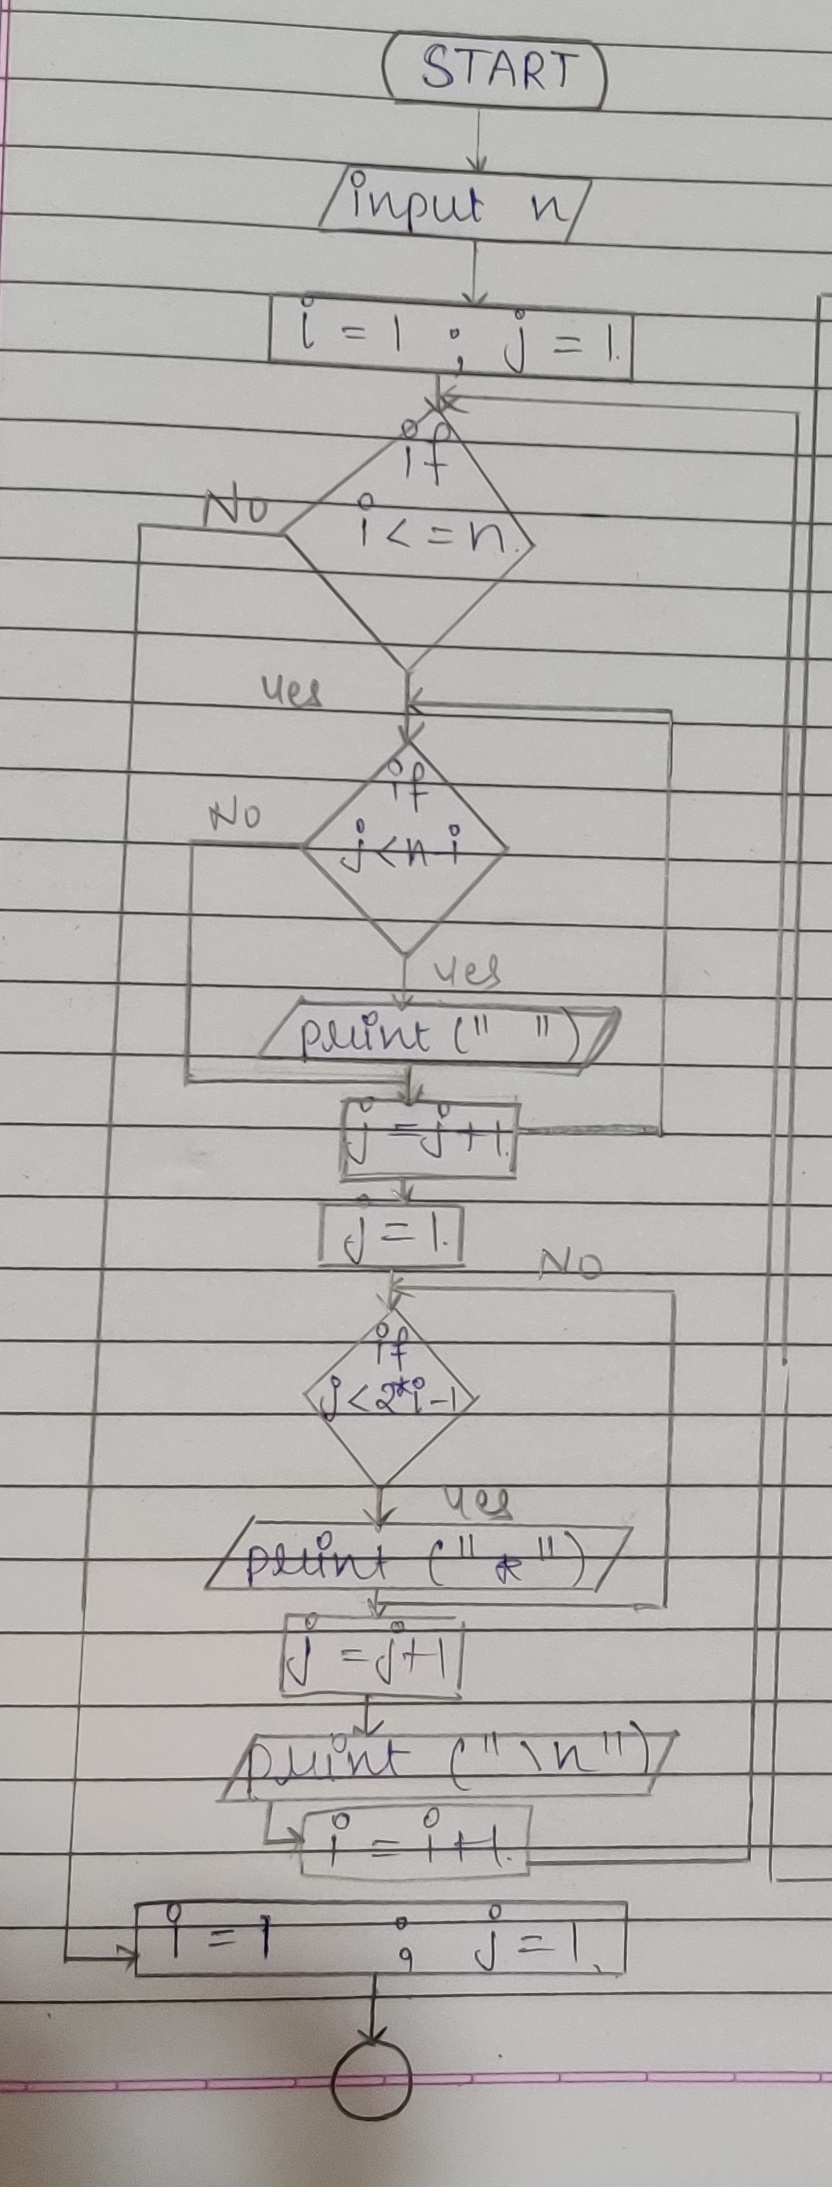 START
input n
i = 1 ; j = 1.
if
i <= n.
No
Yes
if
j<n-i
No
yes
print (" ")
j = j+1.
j = 1.
No
if
j < 2*i-1
yes
print ("*")
j = j+1
print ("\n")
i = i+1.
i = 1 ; j = 1.